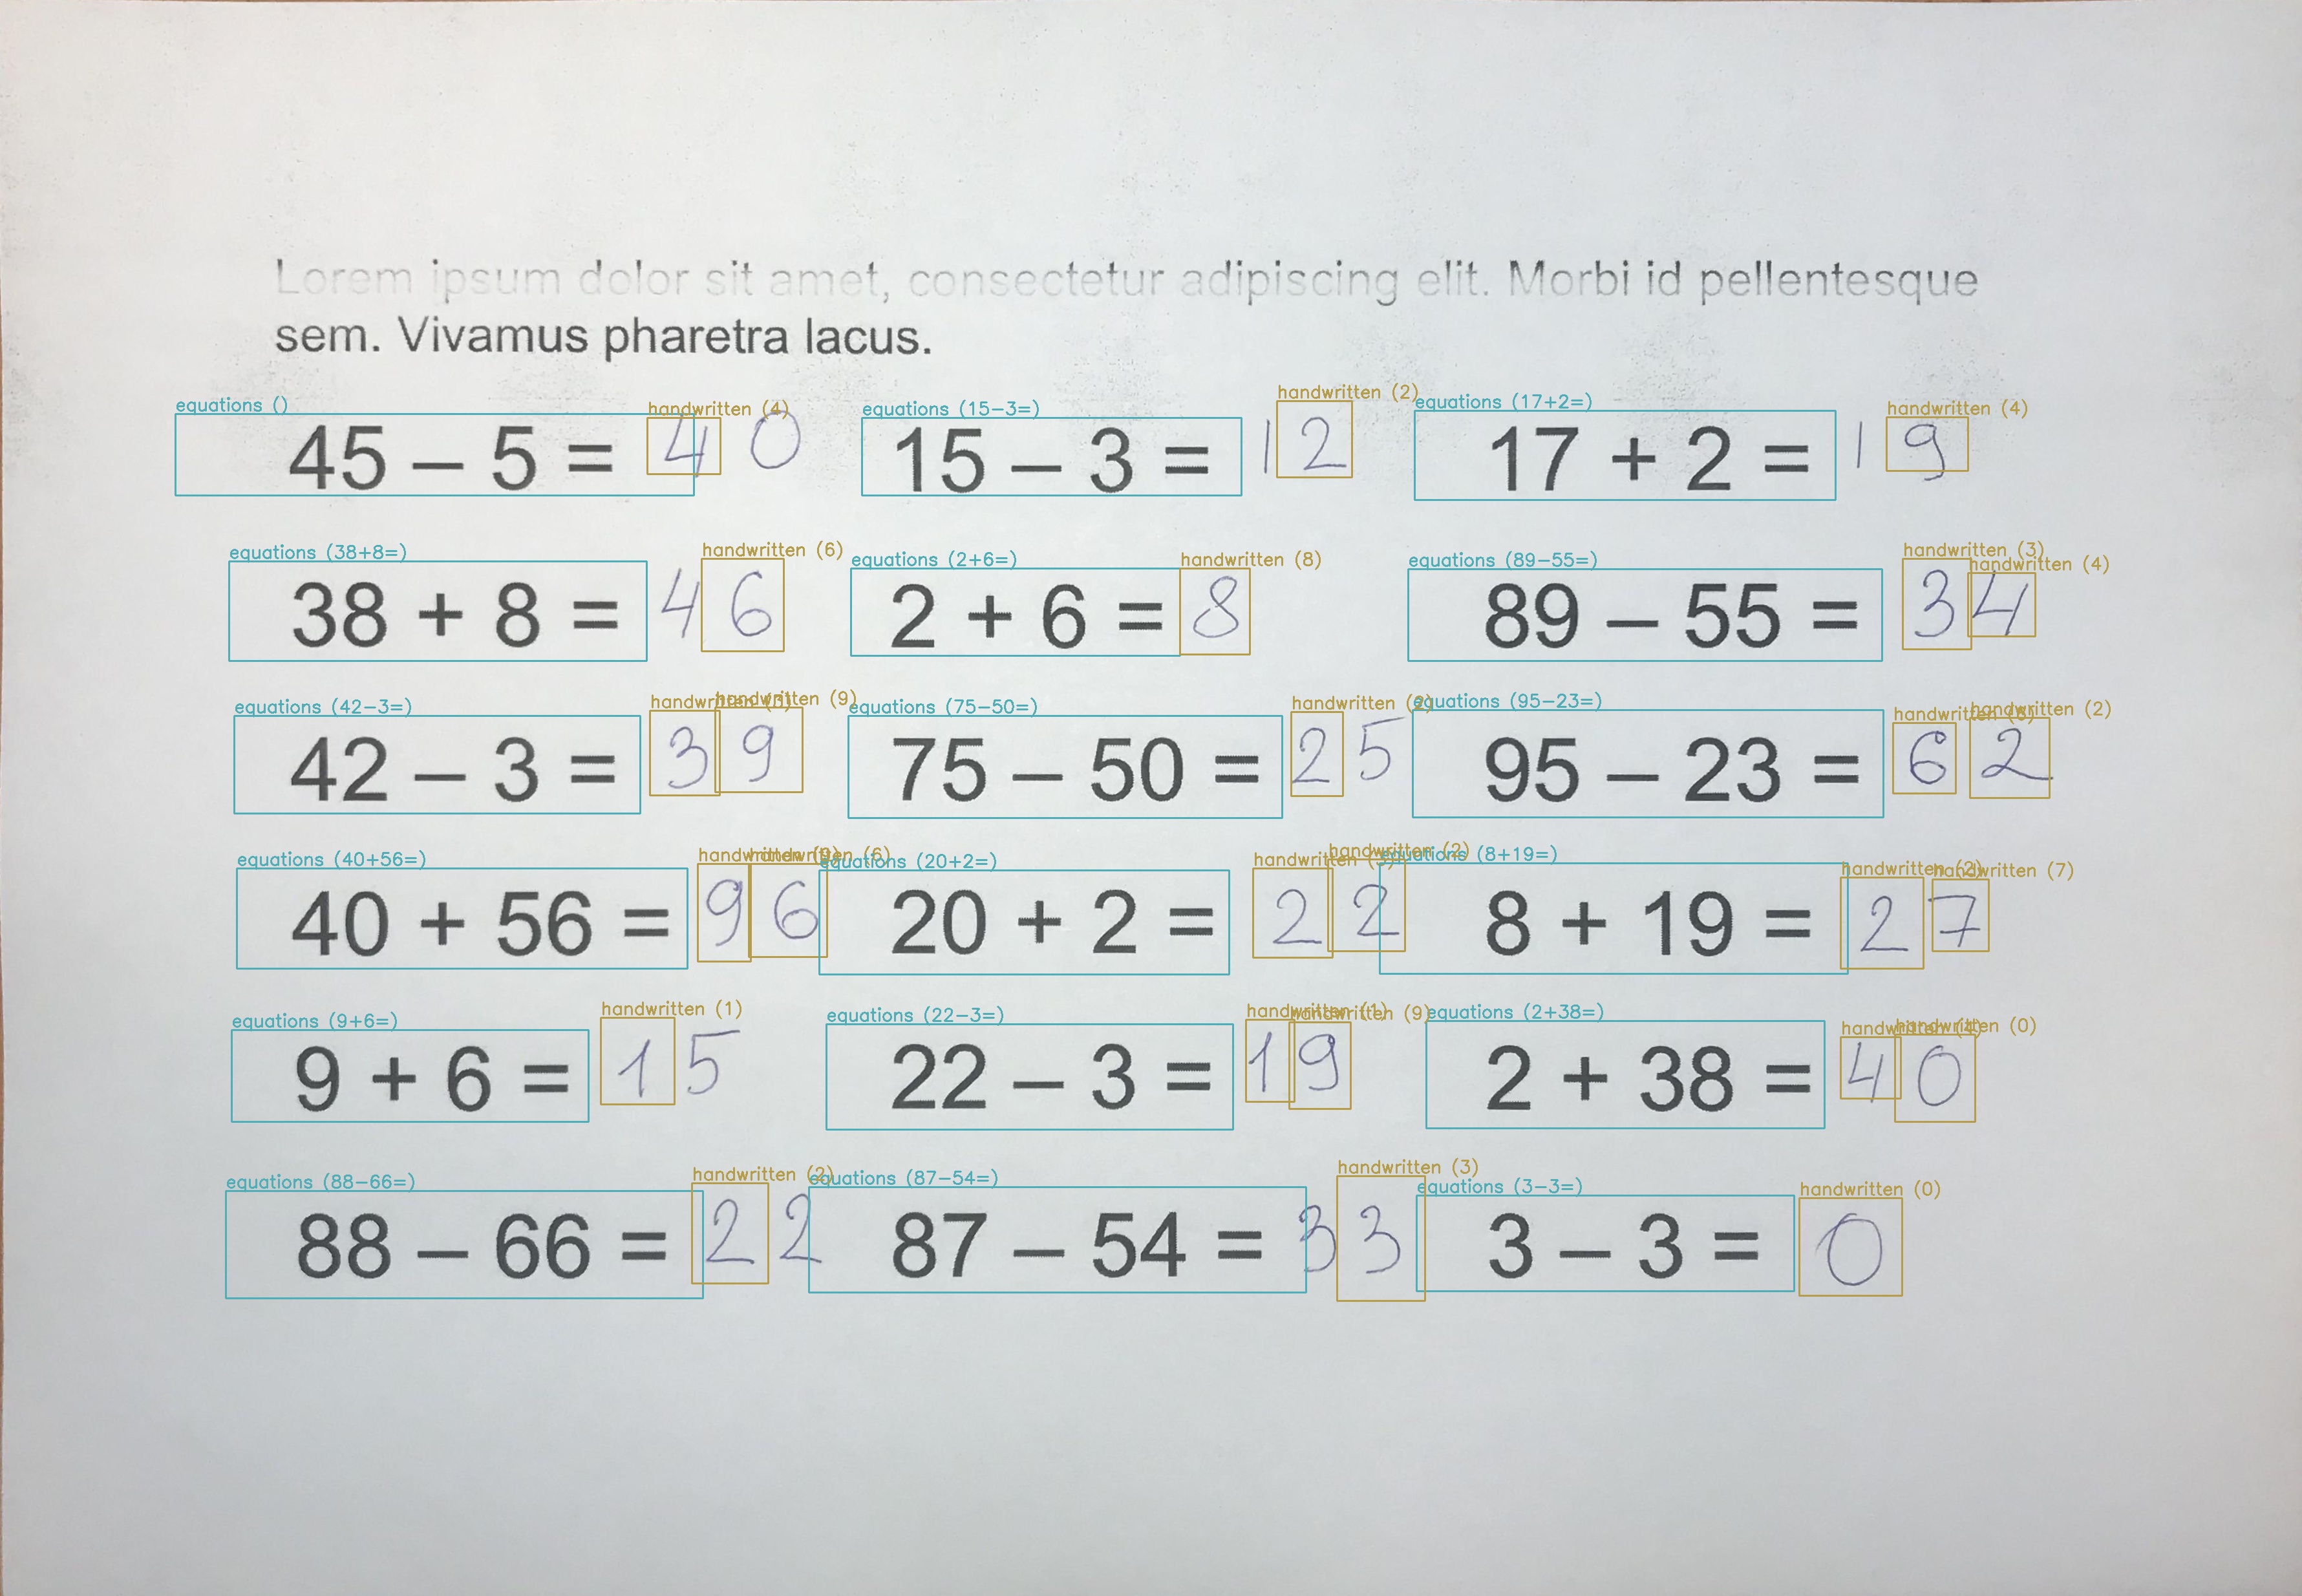 Lorem ipsum dolor sit amet, consectetur adipiscing elit. Morbi id pellentesque
sem. Vivamus pharetra lacus.
equations () handwritten (4) equations (15-3=) handwritten (2) equations (17+2=) handwritten (4)
45 – 5 = 40 15 – 3 = 12 17 + 2 = 19
equations (38+8=) handwritten (6) equations (2+6=) handwritten (8) equations (89-55=) handwritten (3) handwritten (4)
38 + 8 = 46 2 + 6 = 8 89 – 55 = 34
equations (42-3=) handwritten handwritten (9) equations (75-50=) handwritten (2) equations (95-23=) handwritten handwritten (2)
42 – 3 = 39 75 – 50 = 25 95 – 23 = 62
equations (40+56=) handwritten handwritten (6) equations (20+2=) handwritten handwritten (2) equations (8+19=) handwritten (2) handwritten (7)
40 + 56 = 96 20 + 2 = 22 8 + 19 = 27
equations (9+6=) handwritten (1) equations (22-3=) handwritten (1) handwritten (9) equations (2+38=) handwritten handwritten (0)
9 + 6 = 15 22 – 3 = 19 2 + 38 = 40
equations (88-66=) handwritten (2) equations (87-54=) handwritten (3) equations (3-3=) handwritten (0)
88 – 66 = 22 87 – 54 = 33 3 – 3 = 0